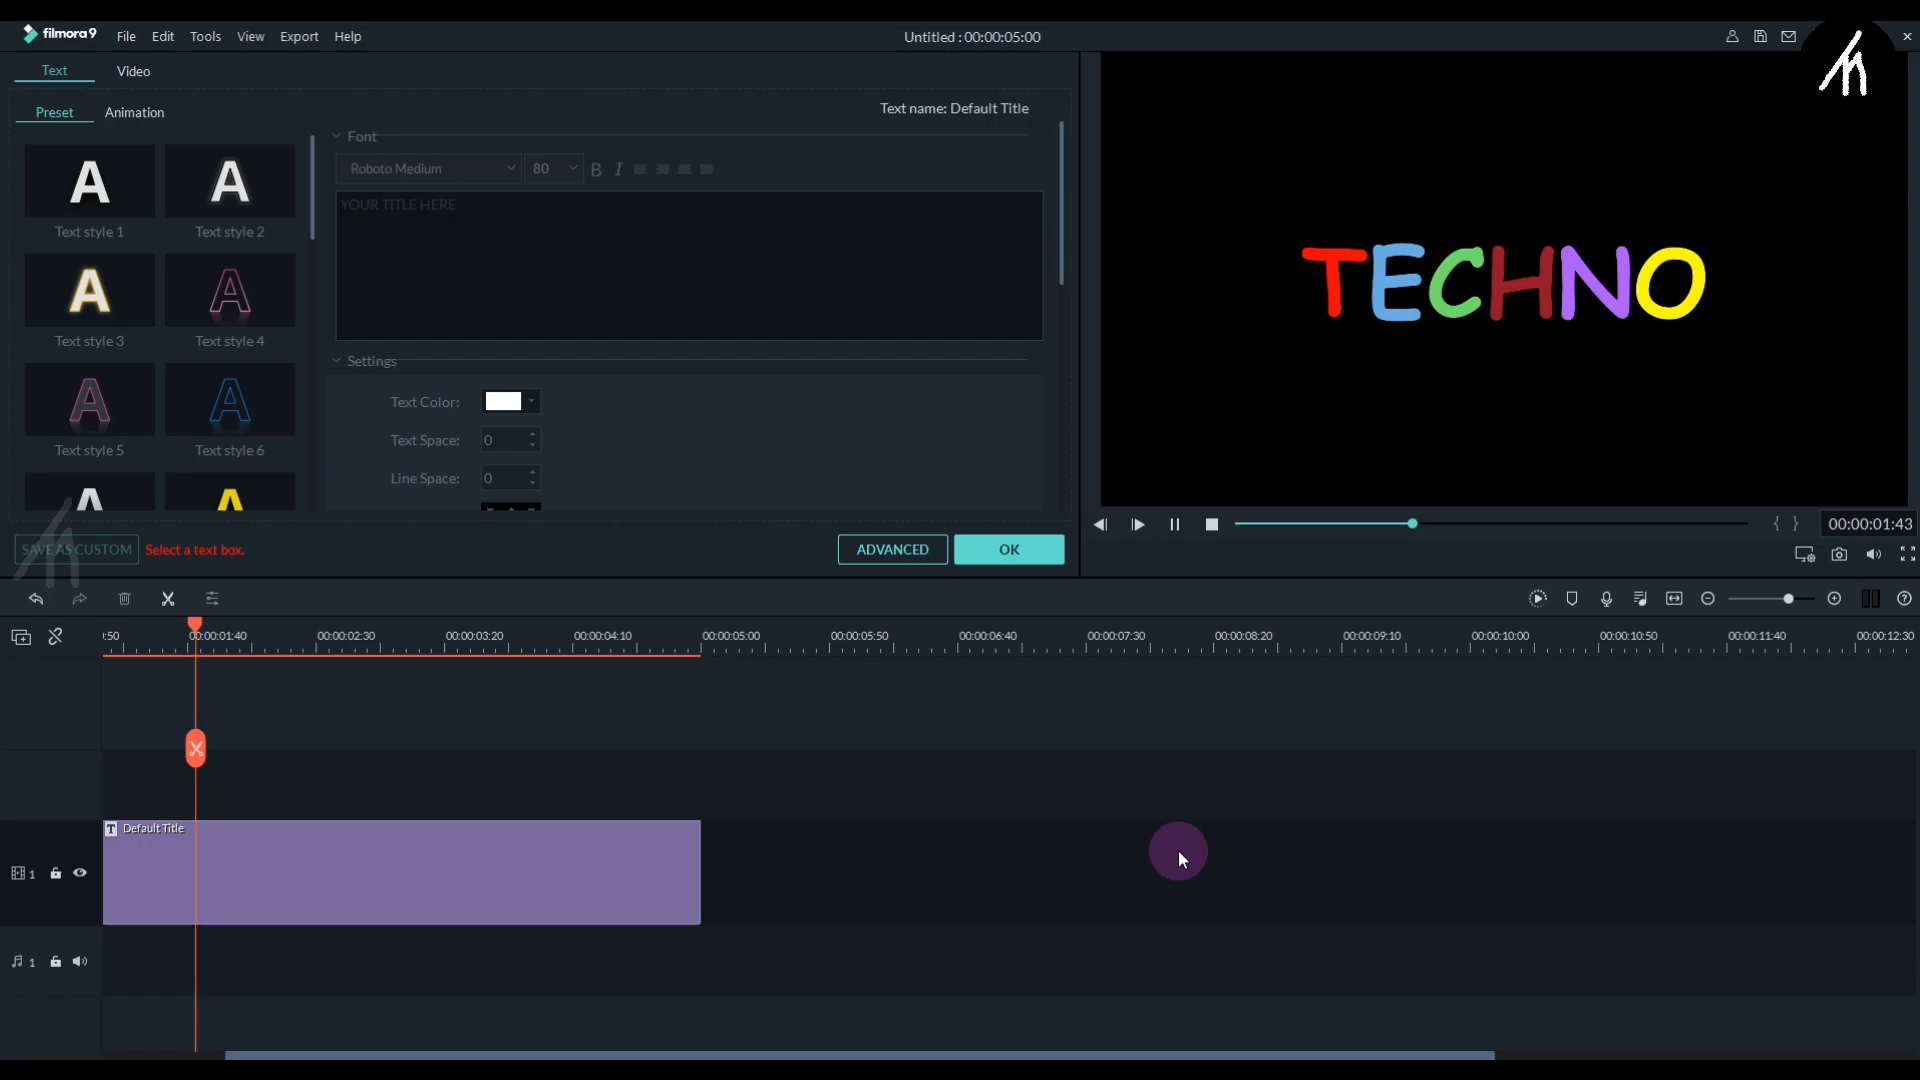 filmora9 File Edit Tools View Export Help Untitled : 00:00:05:00
Text Video
Preset Animation Text name: Default Title
Font
Roboto Medium 80 B I
YOUR TITLE HERE
A A
Text style 1 Text style 2
A A
Text style 3 Text style 4
A A
Text style 5 Text style 6
A A
Settings
Text Color:
Text Space: 0
Line Space: 0
TECHNO
SAVE AS CUSTOM Select a text box. ADVANCED OK
{ } 00:00:01:43
:50 00:00:01:40 00:00:02:30 00:00:03:20 00:00:04:10 00:00:05:00 00:00:05:50 00:00:06:40 00:00:07:30 00:00:08:20 00:00:09:10 00:00:10:00 00:00:10:50 00:00:11:40 00:00:12:30
T Default Title
1
1